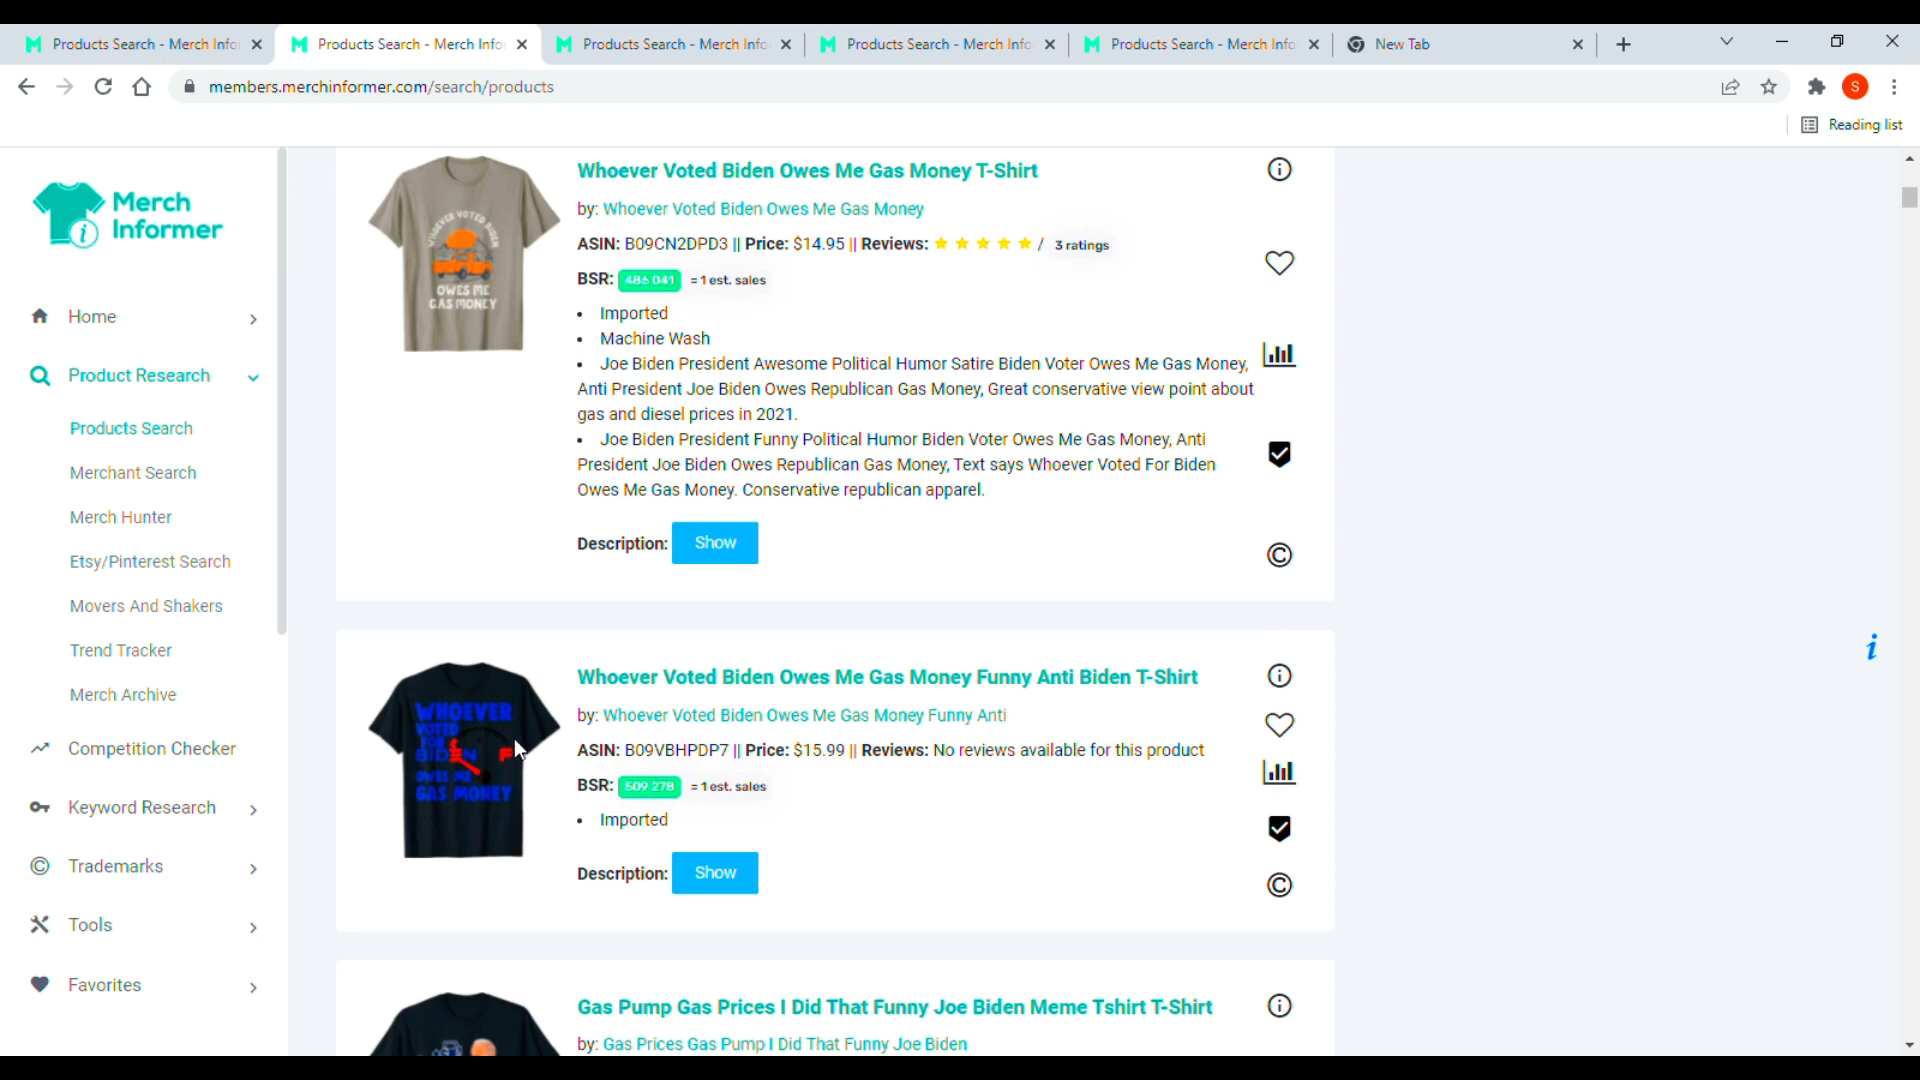 Products Search - Merch Info
Products Search - Merch Info
Products Search - Merch Info
Products Search - Merch Info
Products Search - Merch Info
New Tab
members.merchinformer.com/search/products
S
Reading list
Merch
Informer
Home
Product Research
Products Search
Merchant Search
Merch Hunter
Etsy/Pinterest Search
Movers And Shakers
Trend Tracker
Merch Archive
Competition Checker
Keyword Research
Trademarks
Tools
Favorites
WHOEVER VOTED BIDEN
OWES ME
GAS MONEY
Whoever Voted Biden Owes Me Gas Money T-Shirt
by: Whoever Voted Biden Owes Me Gas Money
ASIN: B09CN2DPD3 || Price: $14.95 || Reviews: ★ ★ ★ ★ ★ / 3 ratings
BSR: 486 041 = 1 est. sales
• Imported
• Machine Wash
• Joe Biden President Awesome Political Humor Satire Biden Voter Owes Me Gas Money,
Anti President Joe Biden Owes Republican Gas Money, Great conservative view point about
gas and diesel prices in 2021.
• Joe Biden President Funny Political Humor Biden Voter Owes Me Gas Money, Anti
President Joe Biden Owes Republican Gas Money, Text says Whoever Voted For Biden
Owes Me Gas Money. Conservative republican apparel.
Description: Show
WHOEVER
VOTED
FOR
BIDEN F
OWES ME
GAS MONEY
Whoever Voted Biden Owes Me Gas Money Funny Anti Biden T-Shirt
by: Whoever Voted Biden Owes Me Gas Money Funny Anti
ASIN: B09VBHPDP7 || Price: $15.99 || Reviews: No reviews available for this product
BSR: 509 278 = 1 est. sales
• Imported
Description: Show
Gas Pump Gas Prices I Did That Funny Joe Biden Meme Tshirt T-Shirt
by: Gas Prices Gas Pump I Did That Funny Joe Biden